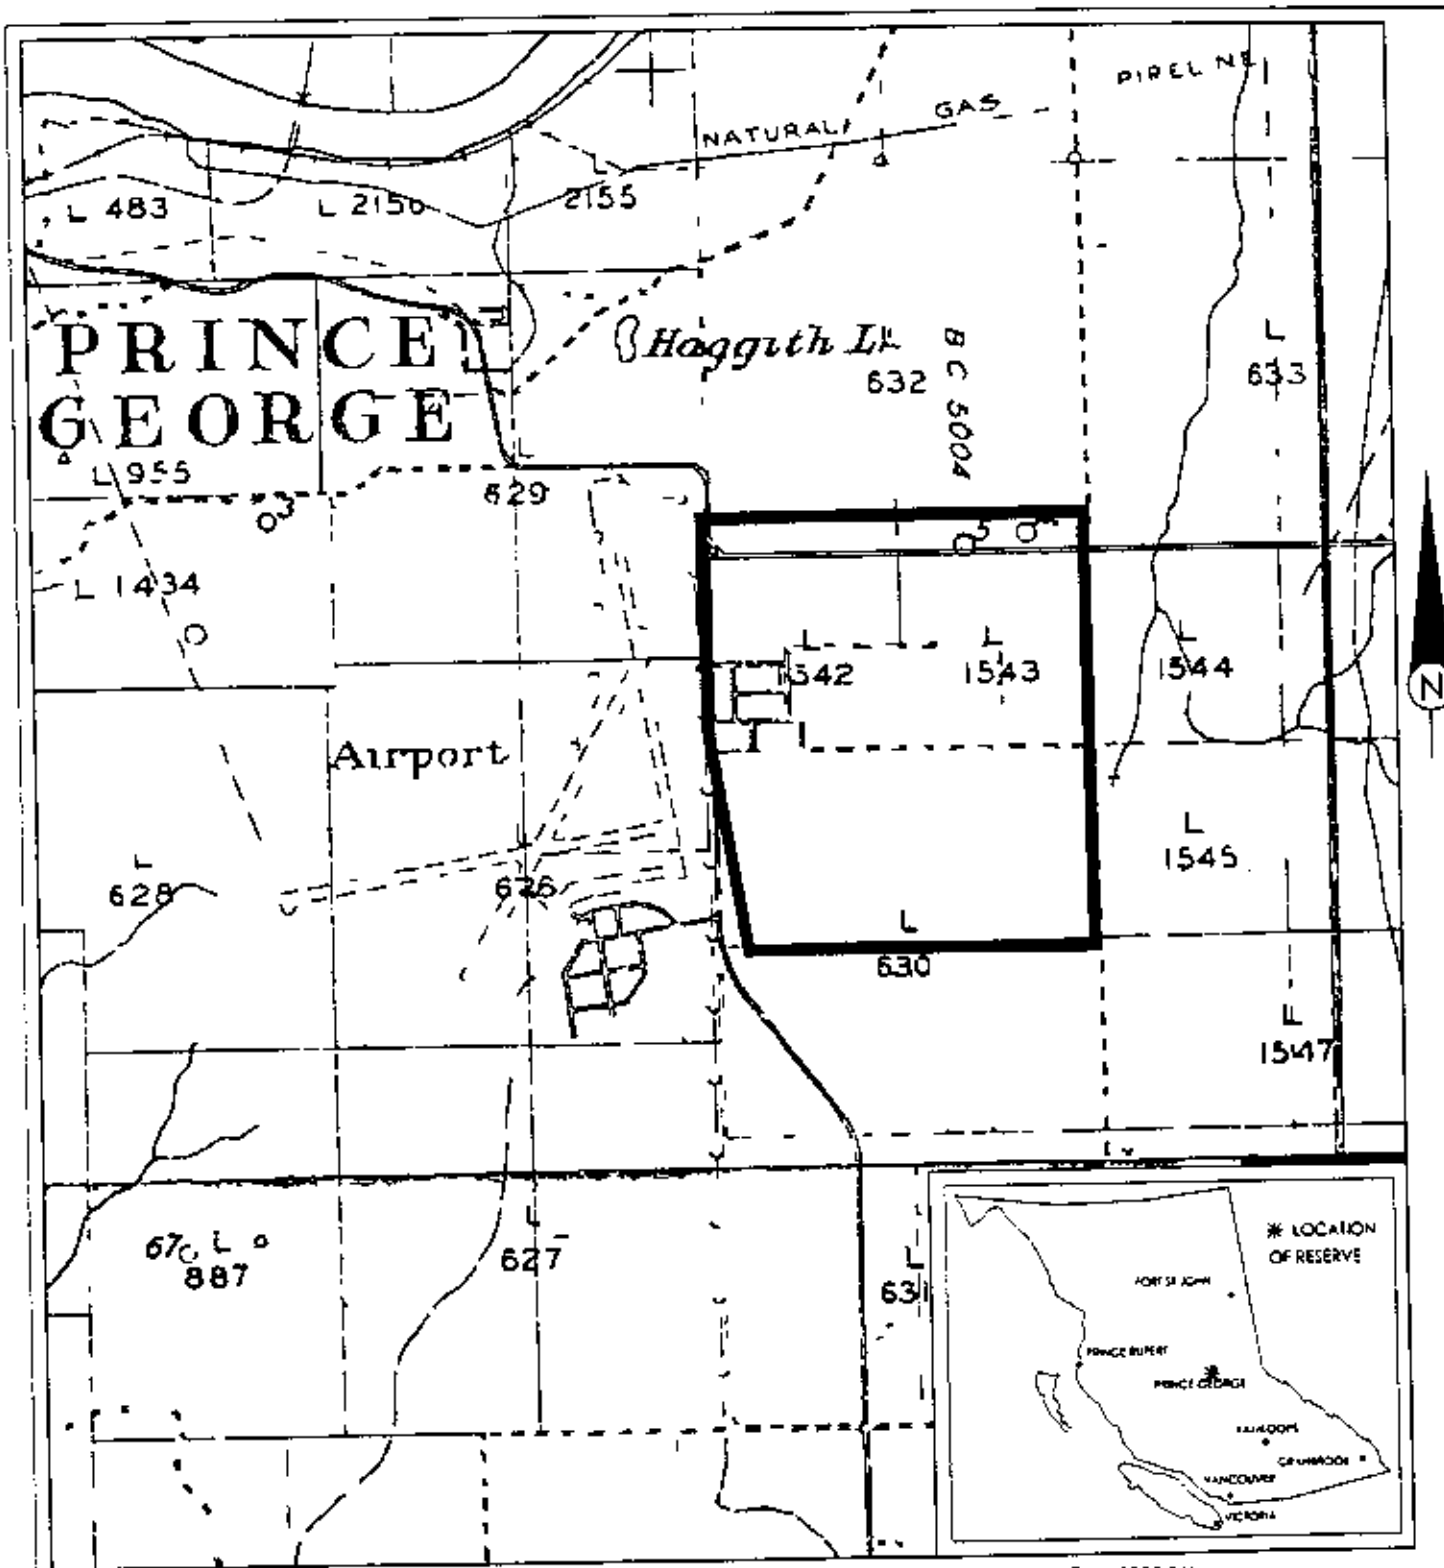 PIPELINE
NATURAL GAS
L 483
L 2156
L
2155
PRINCE
GEORGE
Haggith L
L
632
BC 5004
L
633
L 955
L
629
3
L 1434
5
L
1542
L
1543
L
1544
Airport
N
L
1545
L
628
626
L
630
L
1547
67
L
887
L
627
L
631
LOCATION
OF RESERVE
FORT ST JOHN
PRINCE RUPERT
PRINCE GEORGE
KAMLOOPS
CRANBROOK
VANCOUVER
VICTORIA